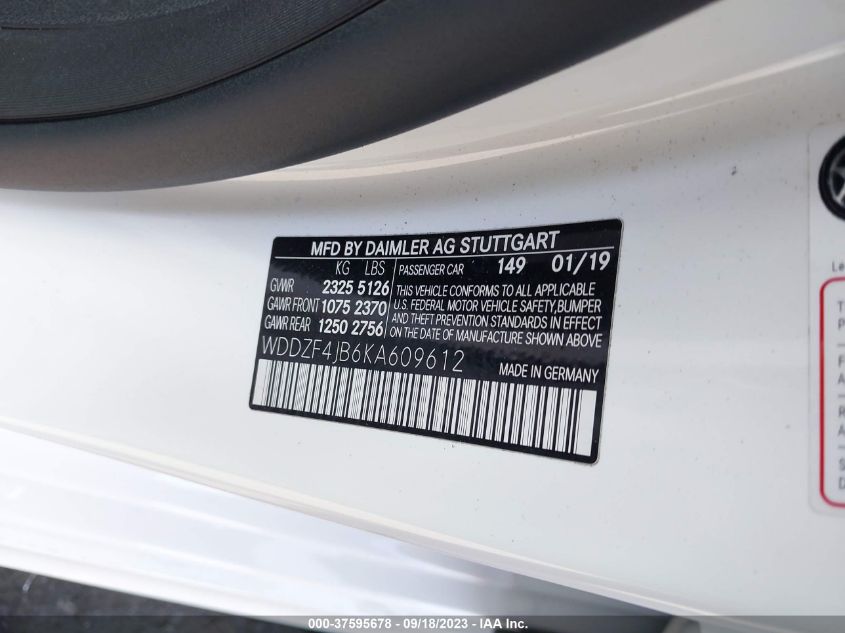 MFD BY DAIMLER AG STUTTGART
KG LBS
GVWR 2325 5126
GAWR FRONT 1075 2370
GAWR REAR 1250 2756
PASSENGER CAR 149 01/19
THIS VEHICLE CONFORMS TO ALL APPLICABLE
U.S. FEDERAL MOTOR VEHICLE SAFETY,BUMPER
AND THEFT PREVENTION STANDARDS IN EFFECT
ON THE DATE OF MANUFACTURE SHOWN ABOVE
WDDZF4JB6KA609612
MADE IN GERMANY
Le
T
P
F
A
R
A
S
D
000-37595678 - 09/18/2023 - IAA Inc.